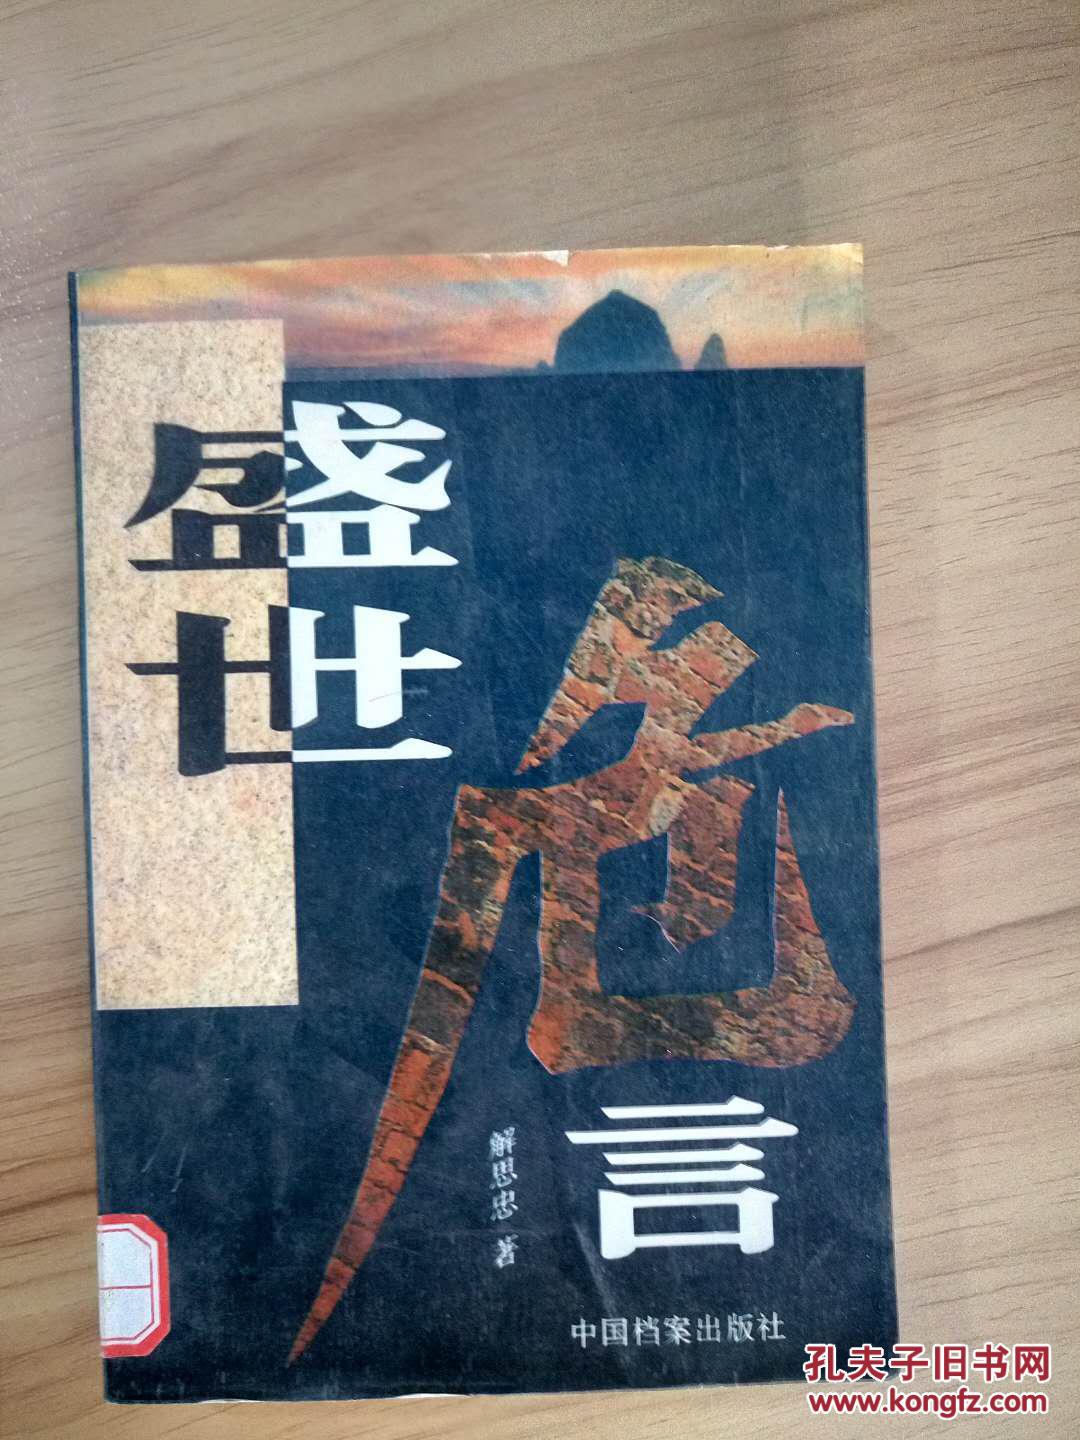 盛世
危
言
解思忠 著
中国档案出版社
孔夫子旧书网
www.kongfz.com